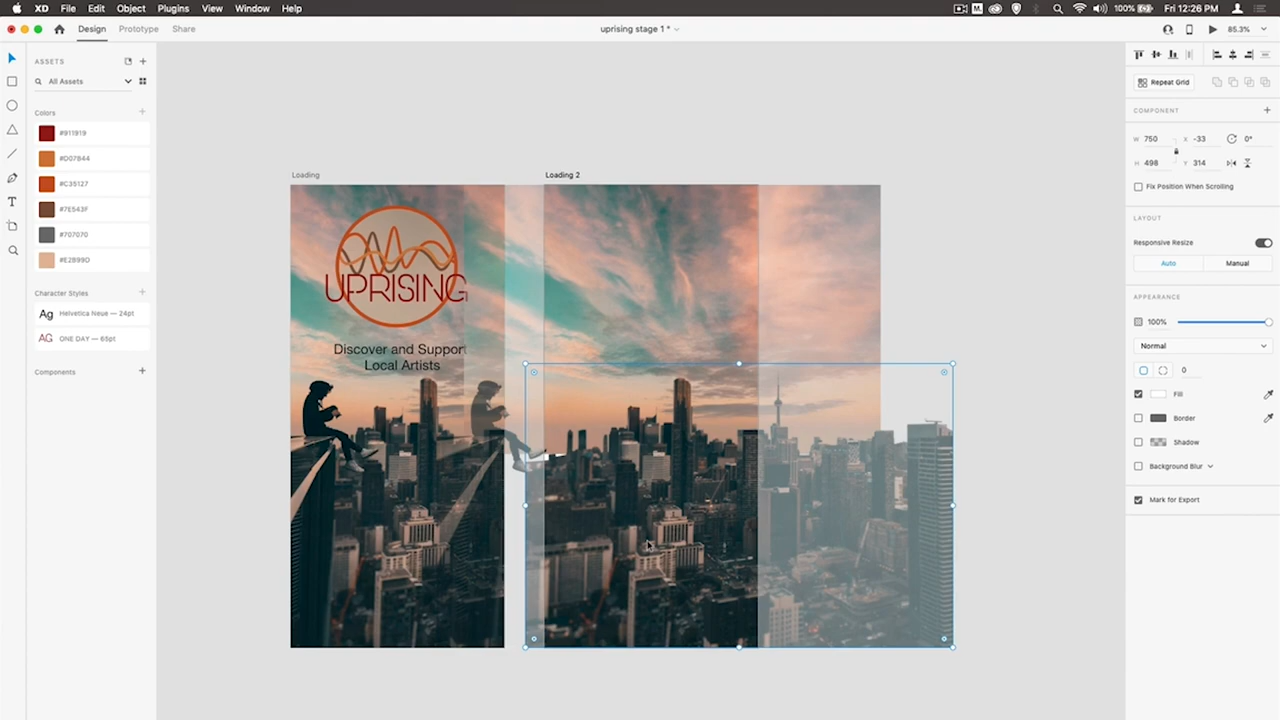 XD File Edit Object Plugins View Window Help
100% Fri 12:26 PM
Design Prototype Share
uprising stage 1 *
85.3%
ASSETS
All Assets
Colors
#911919
#D07B44
#C35127
#7E543F
#707070
#E2B99D
Character Styles
Ag Helvetica Neue — 24pt
AG ONE DAY — 65pt
Components
Loading
Loading 2
UPRISING
Discover and Support
Local Artists
Repeat Grid
COMPONENT
W 750 X -33 0°
H 498 Y 314
Fix Position When Scrolling
LAYOUT
Responsive Resize
Auto Manual
APPEARANCE
100%
Normal
0
Fill
Border
Shadow
Background Blur
Mark for Export